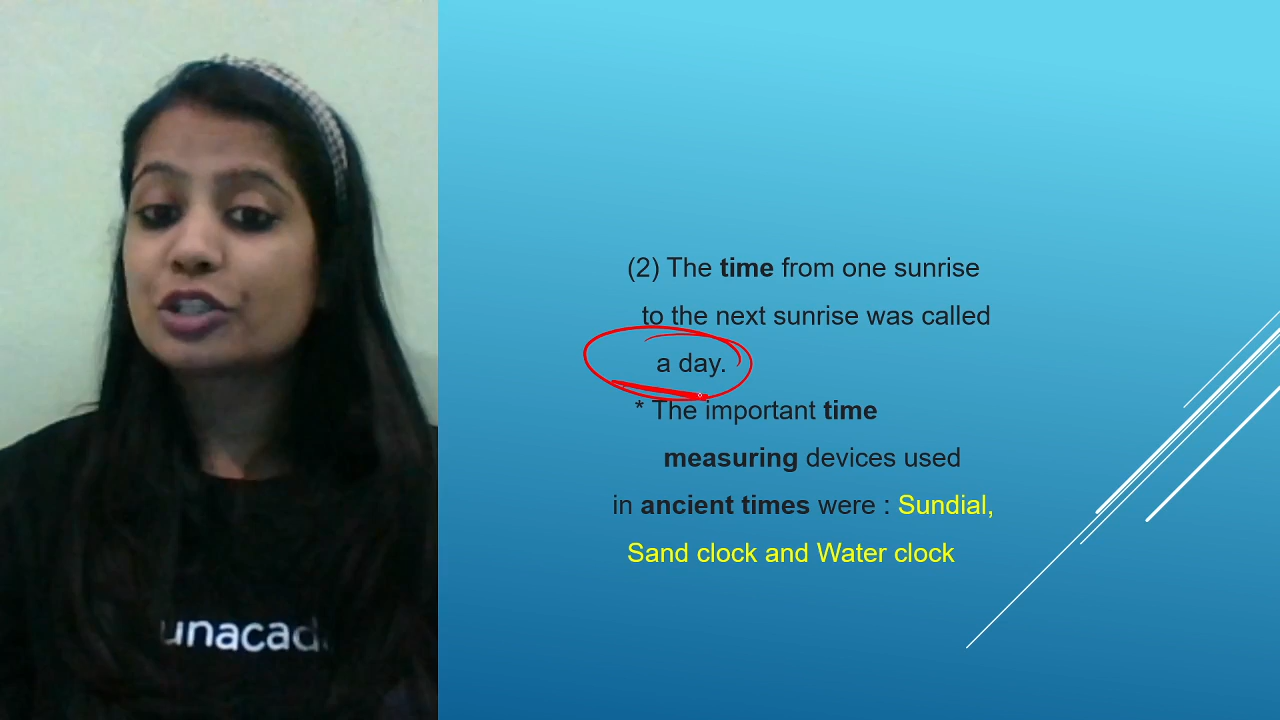 (2) The time from one sunrise
to the next sunrise was called
a day.
* The important time
measuring devices used
in ancient times were : Sundial,
Sand clock and Water clock
unacad